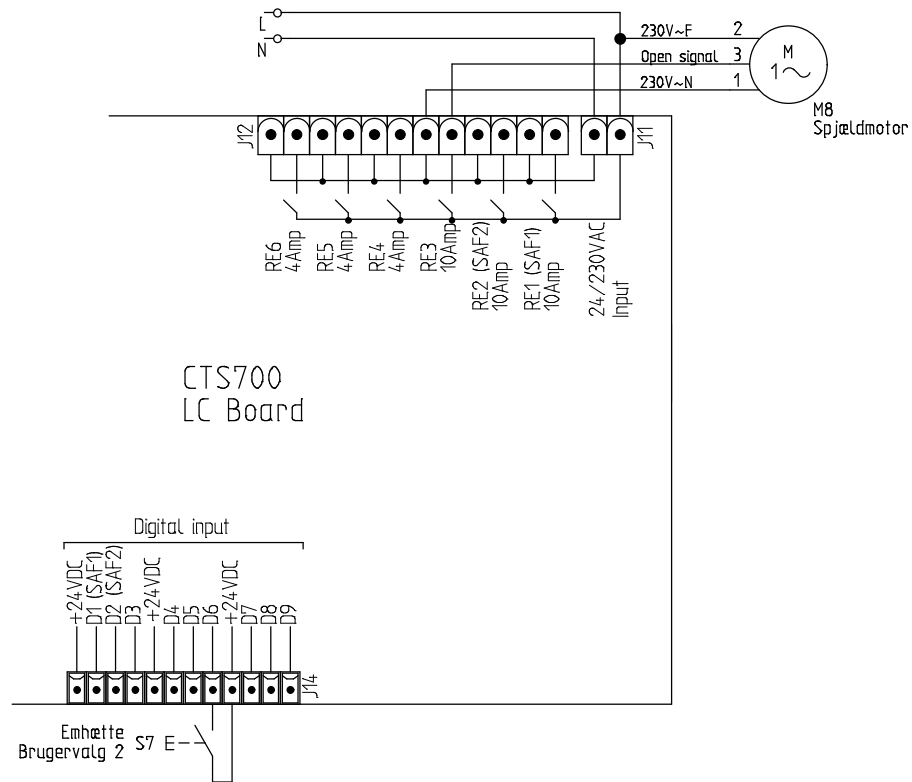 L
N
230V~F 2
Open signal 3
230V~N 1
M
1~
M8
Spjældmotor
J12
J11
RE6
4Amp
RE5
4Amp
RE4
4Amp
RE3
10Amp
RE2 (SAF2)
10Amp
RE1 (SAF1)
10Amp
24/230VAC
Input
CTS700
LC Board
Digital input
+24VDC
D1 (SAF1)
D2 (SAF2)
D3
+24VDC
D4
D5
D6
+24VDC
D7
D8
D9
J14
Emhætte
Brugervalg 2
S7 E